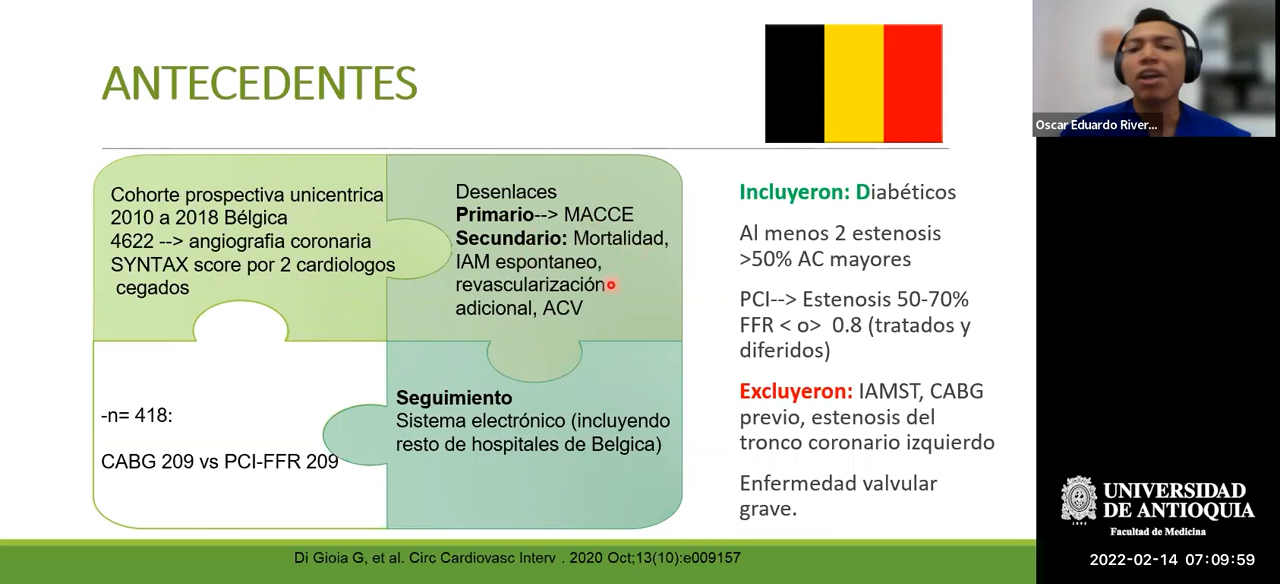 ANTECEDENTES
Cohorte prospectiva unicentrica
2010 a 2018 Bélgica
4622 --> angiografia coronaria
SYNTAX score por 2 cardiologos
cegados
Desenlaces
Primario--> MACCE
Secundario: Mortalidad,
IAM espontaneo,
revascularización
adicional, ACV
-n= 418:
CABG 209 vs PCI-FFR 209
Seguimiento
Sistema electrónico (incluyendo
resto de hospitales de Belgica)
Incluyeron: Diabéticos
Al menos 2 estenosis
>50% AC mayores
PCI--> Estenosis 50-70%
FFR < o> 0.8 (tratados y
diferidos)
Excluyeron: IAMST, CABG
previo, estenosis del
tronco coronario izquierdo
Enfermedad valvular
grave.
Di Gioia G, et al. Circ Cardiovasc Interv . 2020 Oct;13(10):e009157
Oscar Eduardo River...
UNIVERSIDAD
DE ANTIOQUIA
Facultad de Medicina
1803
2022-02-14 07:09:59